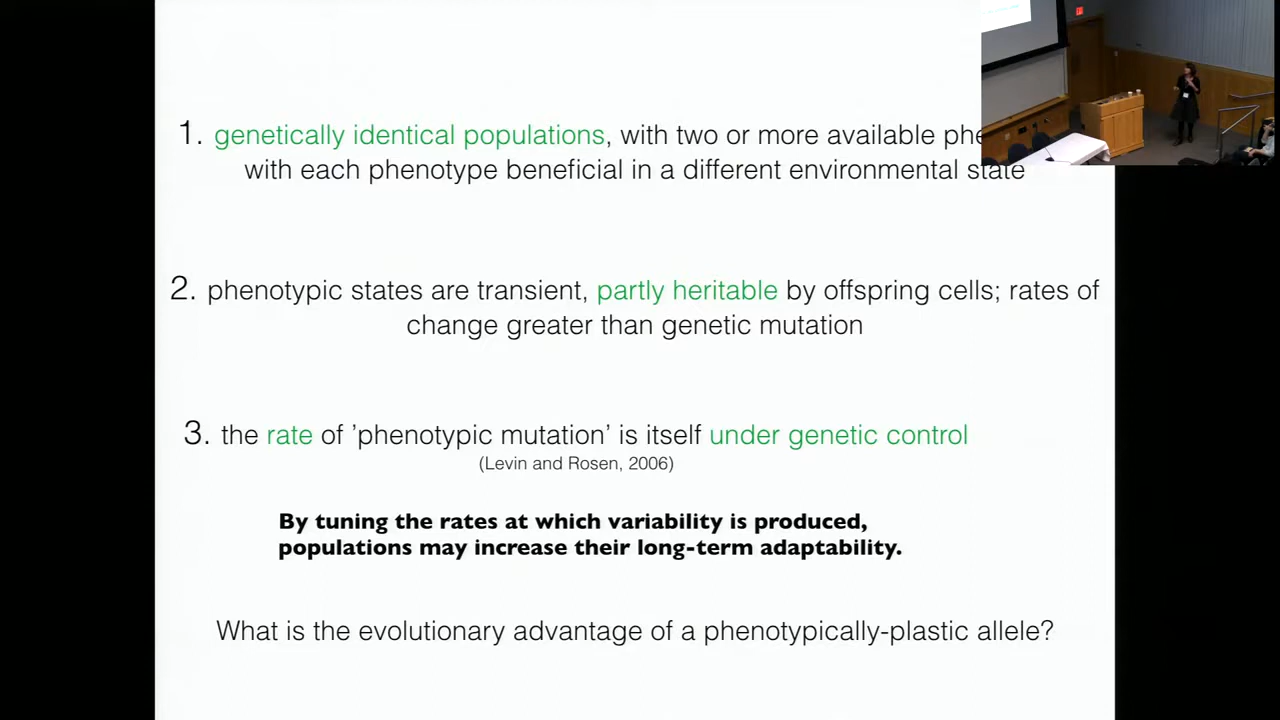 1. genetically identical populations, with two or more available
with each phenotype beneficial in a different environmental state
2. phenotypic states are transient, partly heritable by offspring cells; rates of
change greater than genetic mutation
3. the rate of ’phenotypic mutation’ is itself under genetic control
(Levin and Rosen, 2006)
By tuning the rates at which variability is produced,
populations may increase their long-term adaptability.
What is the evolutionary advantage of a phenotypically-plastic allele?